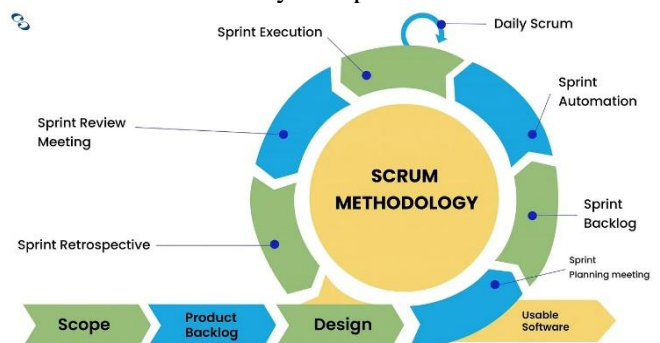 Sprint Execution
Daily Scrum
Sprint
Automation
Sprint Review
Meeting
SCRUM
METHODOLOGY
Sprint
Backlog
Sprint Retrospective
Sprint
Planning meeting
Scope
Product
Backlog
Design
Usable
Software